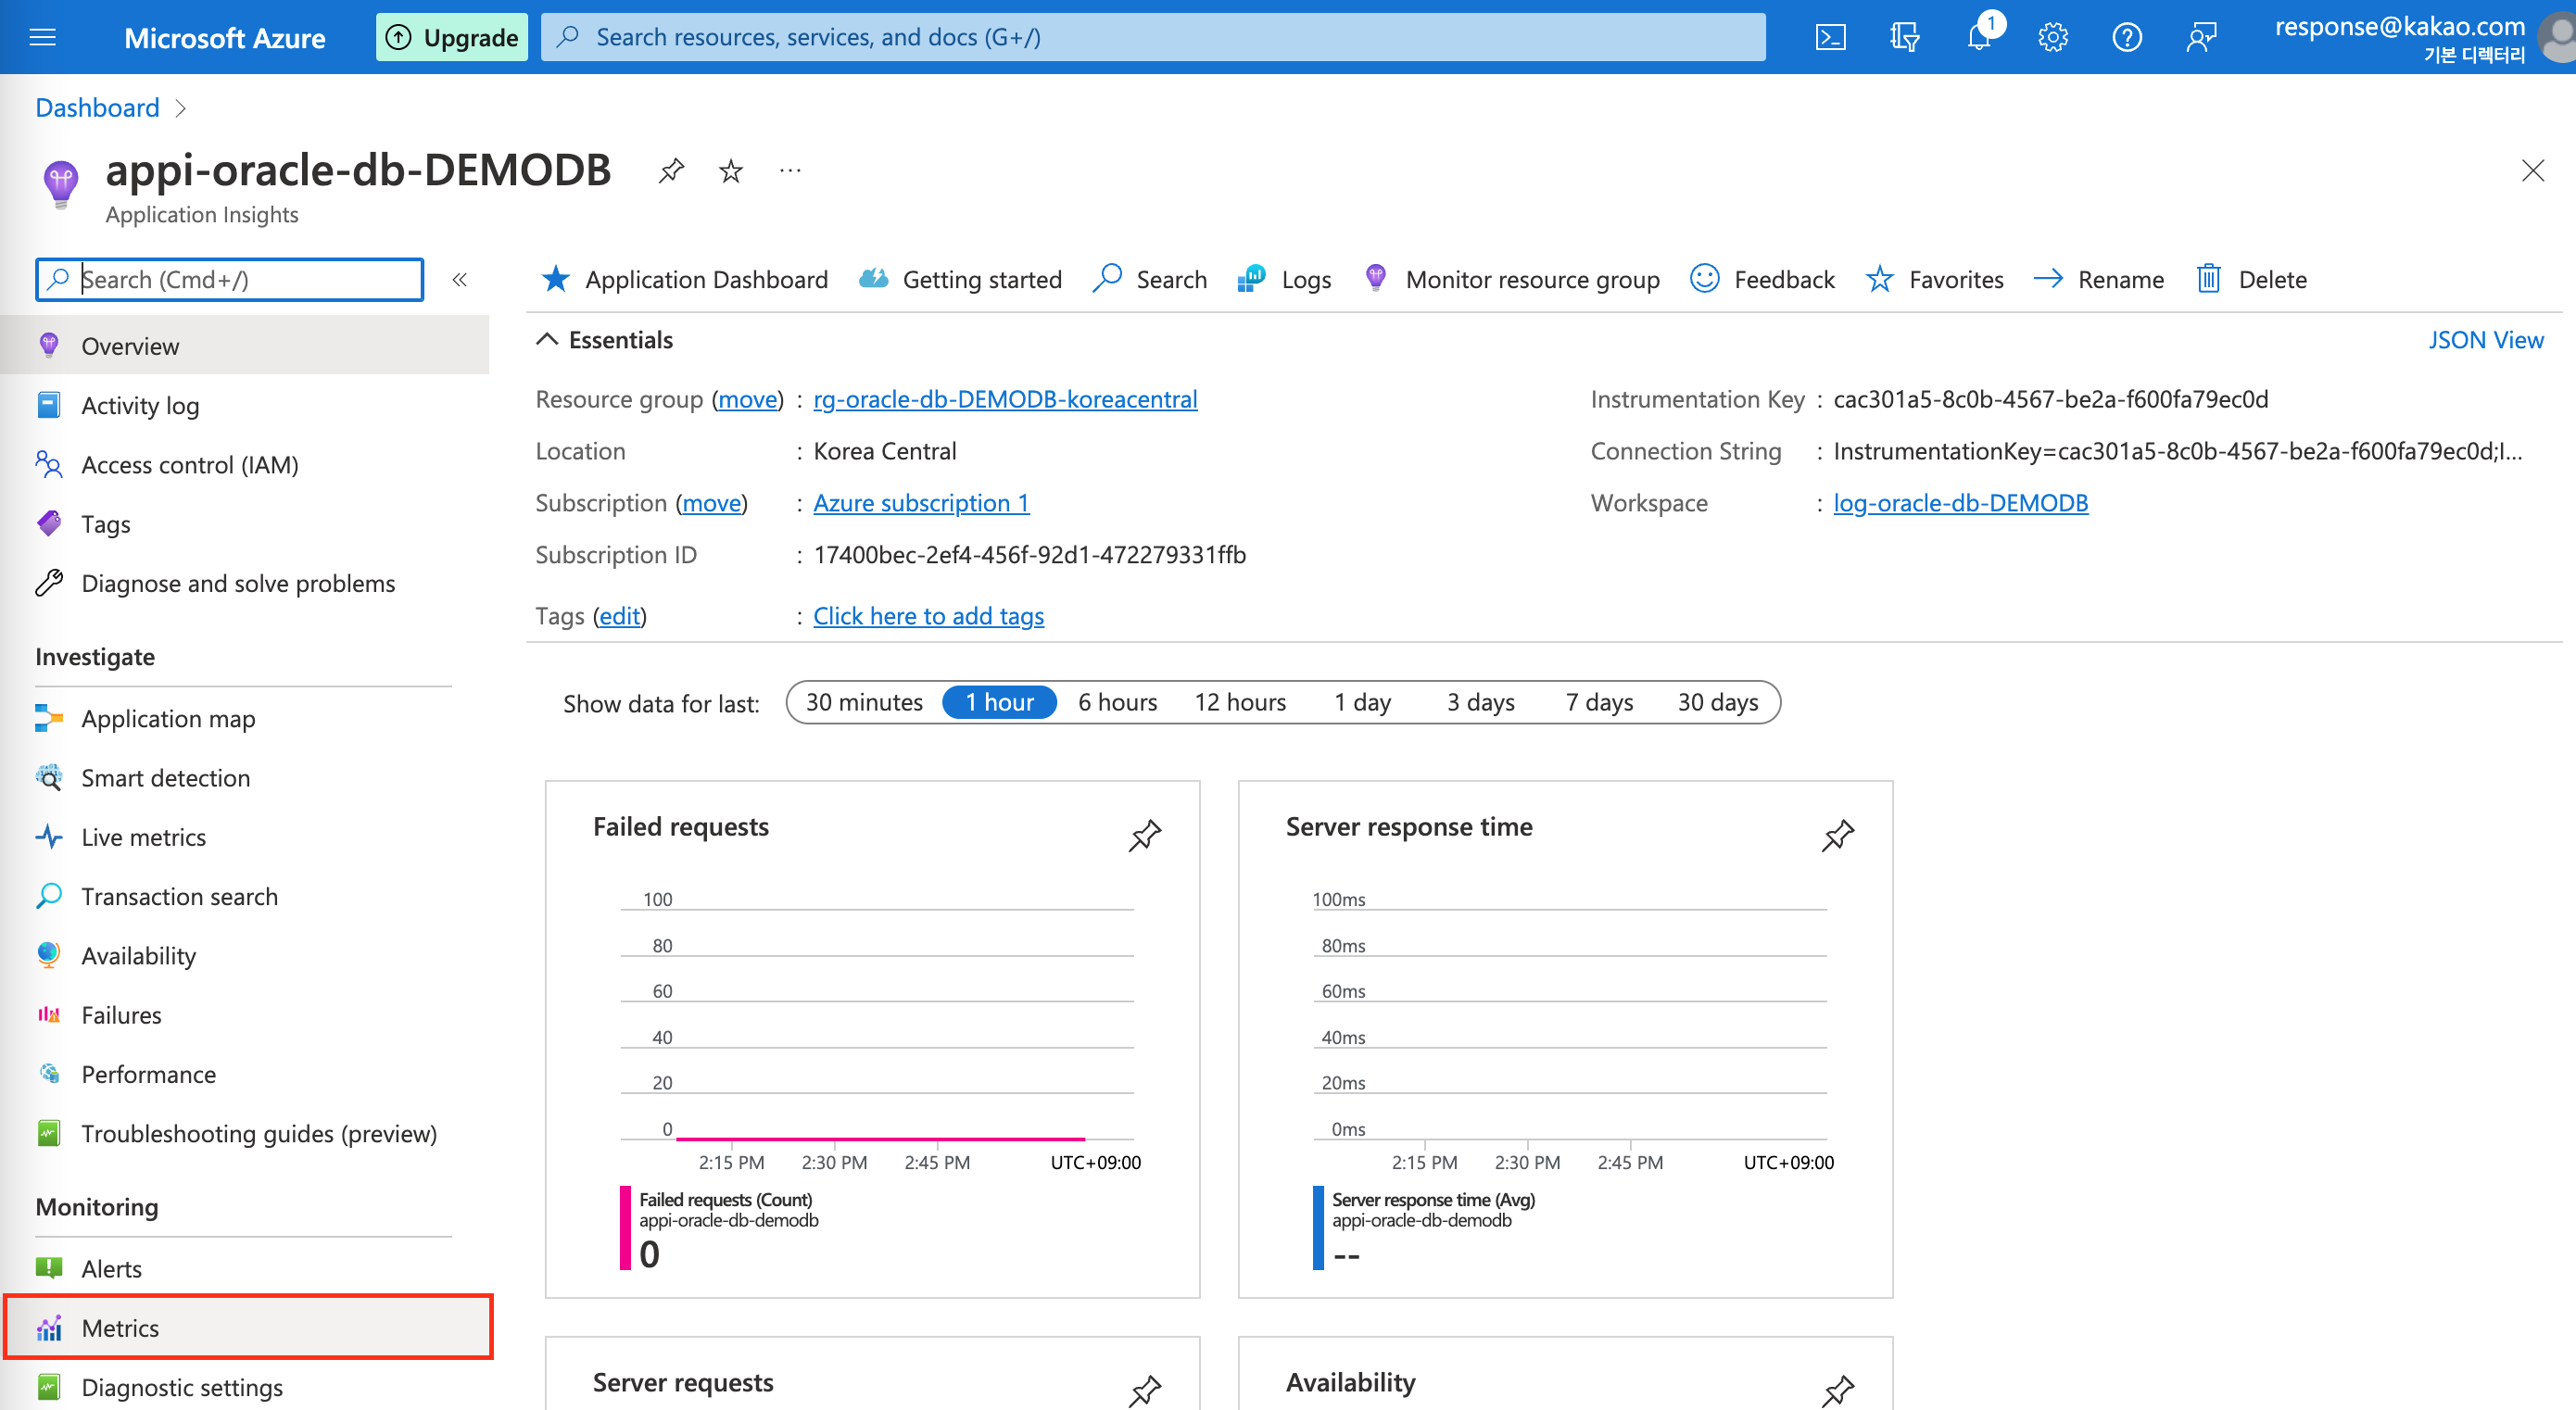 Microsoft Azure
Upgrade
Search resources, services, and docs (G+/)
1
response@kakao.com
기본 디렉터리
Dashboard
appi-oracle-db-DEMODB
Application Insights
Search (Cmd+/)
Application Dashboard
Getting started
Search
Logs
Monitor resource group
Feedback
Favorites
Rename
Delete
Overview
Activity log
Access control (IAM)
Tags
Diagnose and solve problems
Investigate
Application map
Smart detection
Live metrics
Transaction search
Availability
Failures
Performance
Troubleshooting guides (preview)
Monitoring
Alerts
Metrics
Diagnostic settings
Essentials
JSON View
Resource group (move) : rg-oracle-db-DEMODB-koreacentral
Location : Korea Central
Subscription (move) : Azure subscription 1
Subscription ID : 17400bec-2ef4-456f-92d1-472279331ffb
Tags (edit) : Click here to add tags
Instrumentation Key : cac301a5-8c0b-4567-be2a-f600fa79ec0d
Connection String : InstrumentationKey=cac301a5-8c0b-4567-be2a-f600fa79ec0d;I...
Workspace : log-oracle-db-DEMODB
Show data for last: 30 minutes 1 hour 6 hours 12 hours 1 day 3 days 7 days 30 days
Failed requests
100
80
60
40
20
0
2:15 PM 2:30 PM 2:45 PM UTC+09:00
Failed requests (Count)
appi-oracle-db-demodb
0
Server response time
100ms
80ms
60ms
40ms
20ms
0ms
2:15 PM 2:30 PM 2:45 PM UTC+09:00
Server response time (Avg)
appi-oracle-db-demodb
--
Server requests
Availability